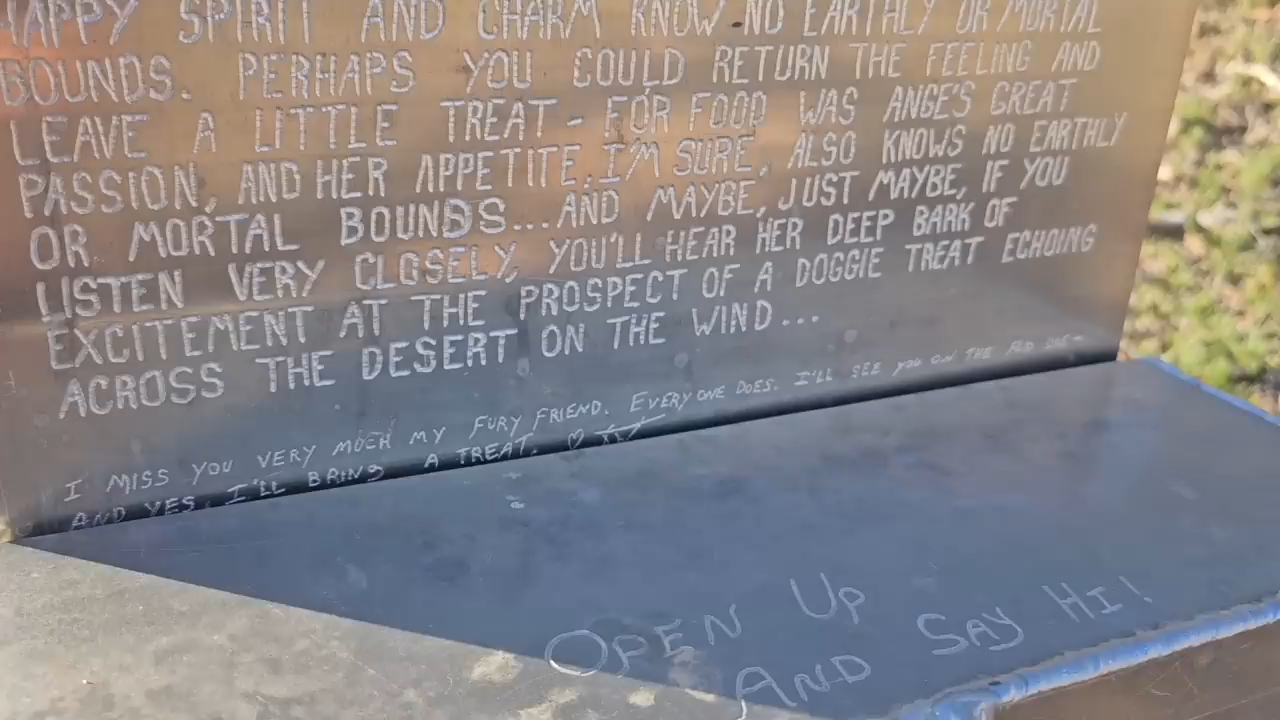 HAPPY SPIRIT AND CHARM KNOW NO EARTHLY OR MORTAL
BOUNDS. PERHAPS YOU COULD RETURN THE FEELING AND
LEAVE A LITTLE TREAT - FOR FOOD WAS ANGE'S GREAT
PASSION, AND HER APPETITE, I'M SURE, ALSO KNOWS NO EARTHLY
OR MORTAL BOUNDS...AND MAYBE, JUST MAYBE, IF YOU
LISTEN VERY CLOSELY, YOU'LL HEAR HER DEEP BARK OF
EXCITEMENT AT THE PROSPECT OF A DOGGIE TREAT ECHOING
ACROSS THE DESERT ON THE WIND...
I MISS YOU VERY MUCH MY FURY FRIEND. EVERYONE DOES. I'LL SEE YOU ON THE
AND YES, I'LL BRING A TREAT.
OPEN UP
AND SAY HI!